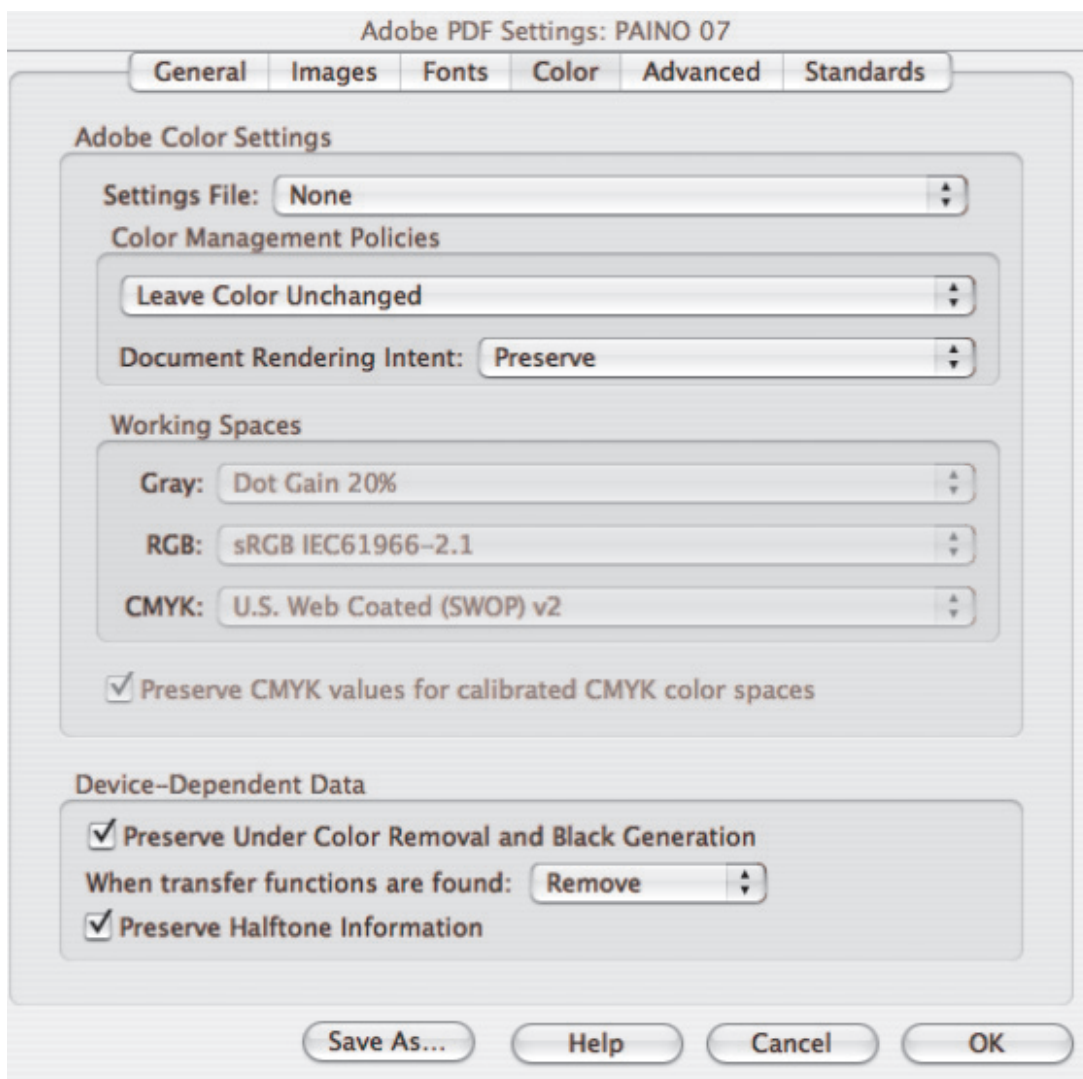 Adobe PDF Settings: PAINO 07
General Images Fonts Color Advanced Standards
Adobe Color Settings
Settings File: None
Color Management Policies
Leave Color Unchanged
Document Rendering Intent: Preserve
Working Spaces
Gray: Dot Gain 20%
RGB: sRGB IEC61966-2.1
CMYK: U.S. Web Coated (SWOP) v2
Preserve CMYK values for calibrated CMYK color spaces
Device-Dependent Data
Preserve Under Color Removal and Black Generation
When transfer functions are found: Remove
Preserve Halftone Information
Save As... Help Cancel OK